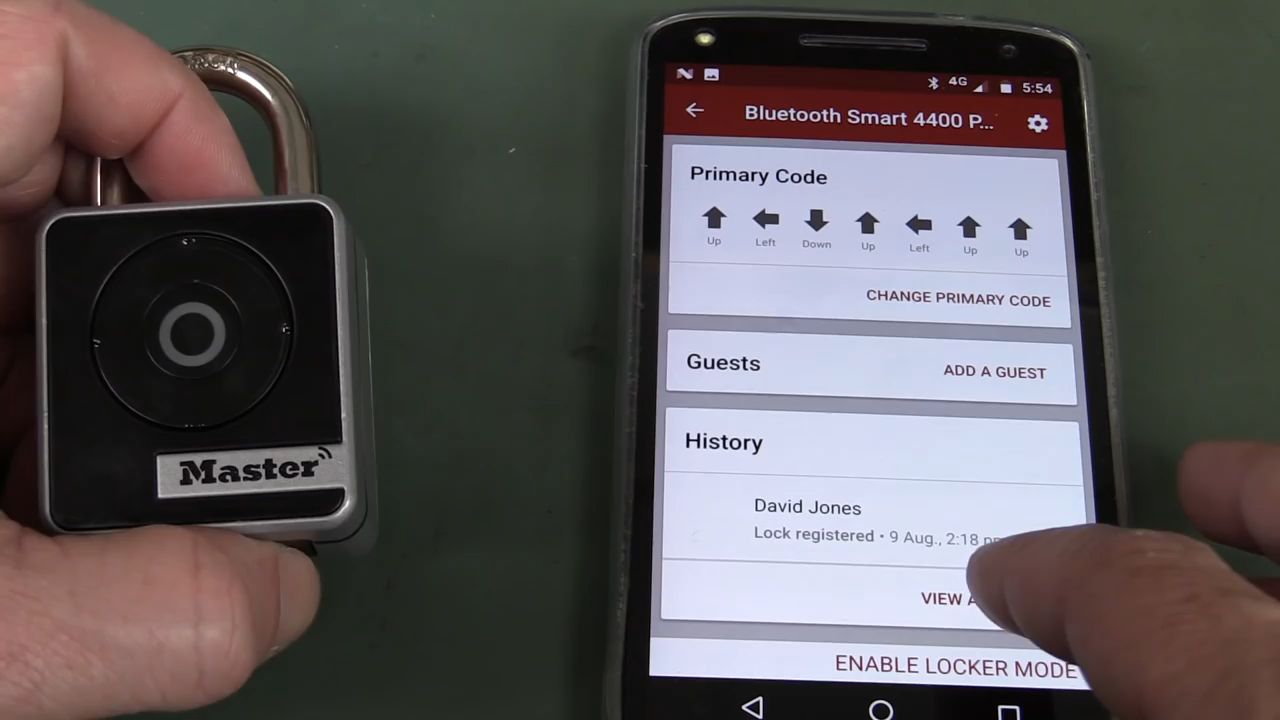 4G 5:54
Bluetooth Smart 4400 P...
Primary Code
Up Left Down Up Left Up Up
CHANGE PRIMARY CODE
Guests ADD A GUEST
History
David Jones
Lock registered • 9 Aug., 2:18
VIEW
ENABLE LOCKER MODE
Master